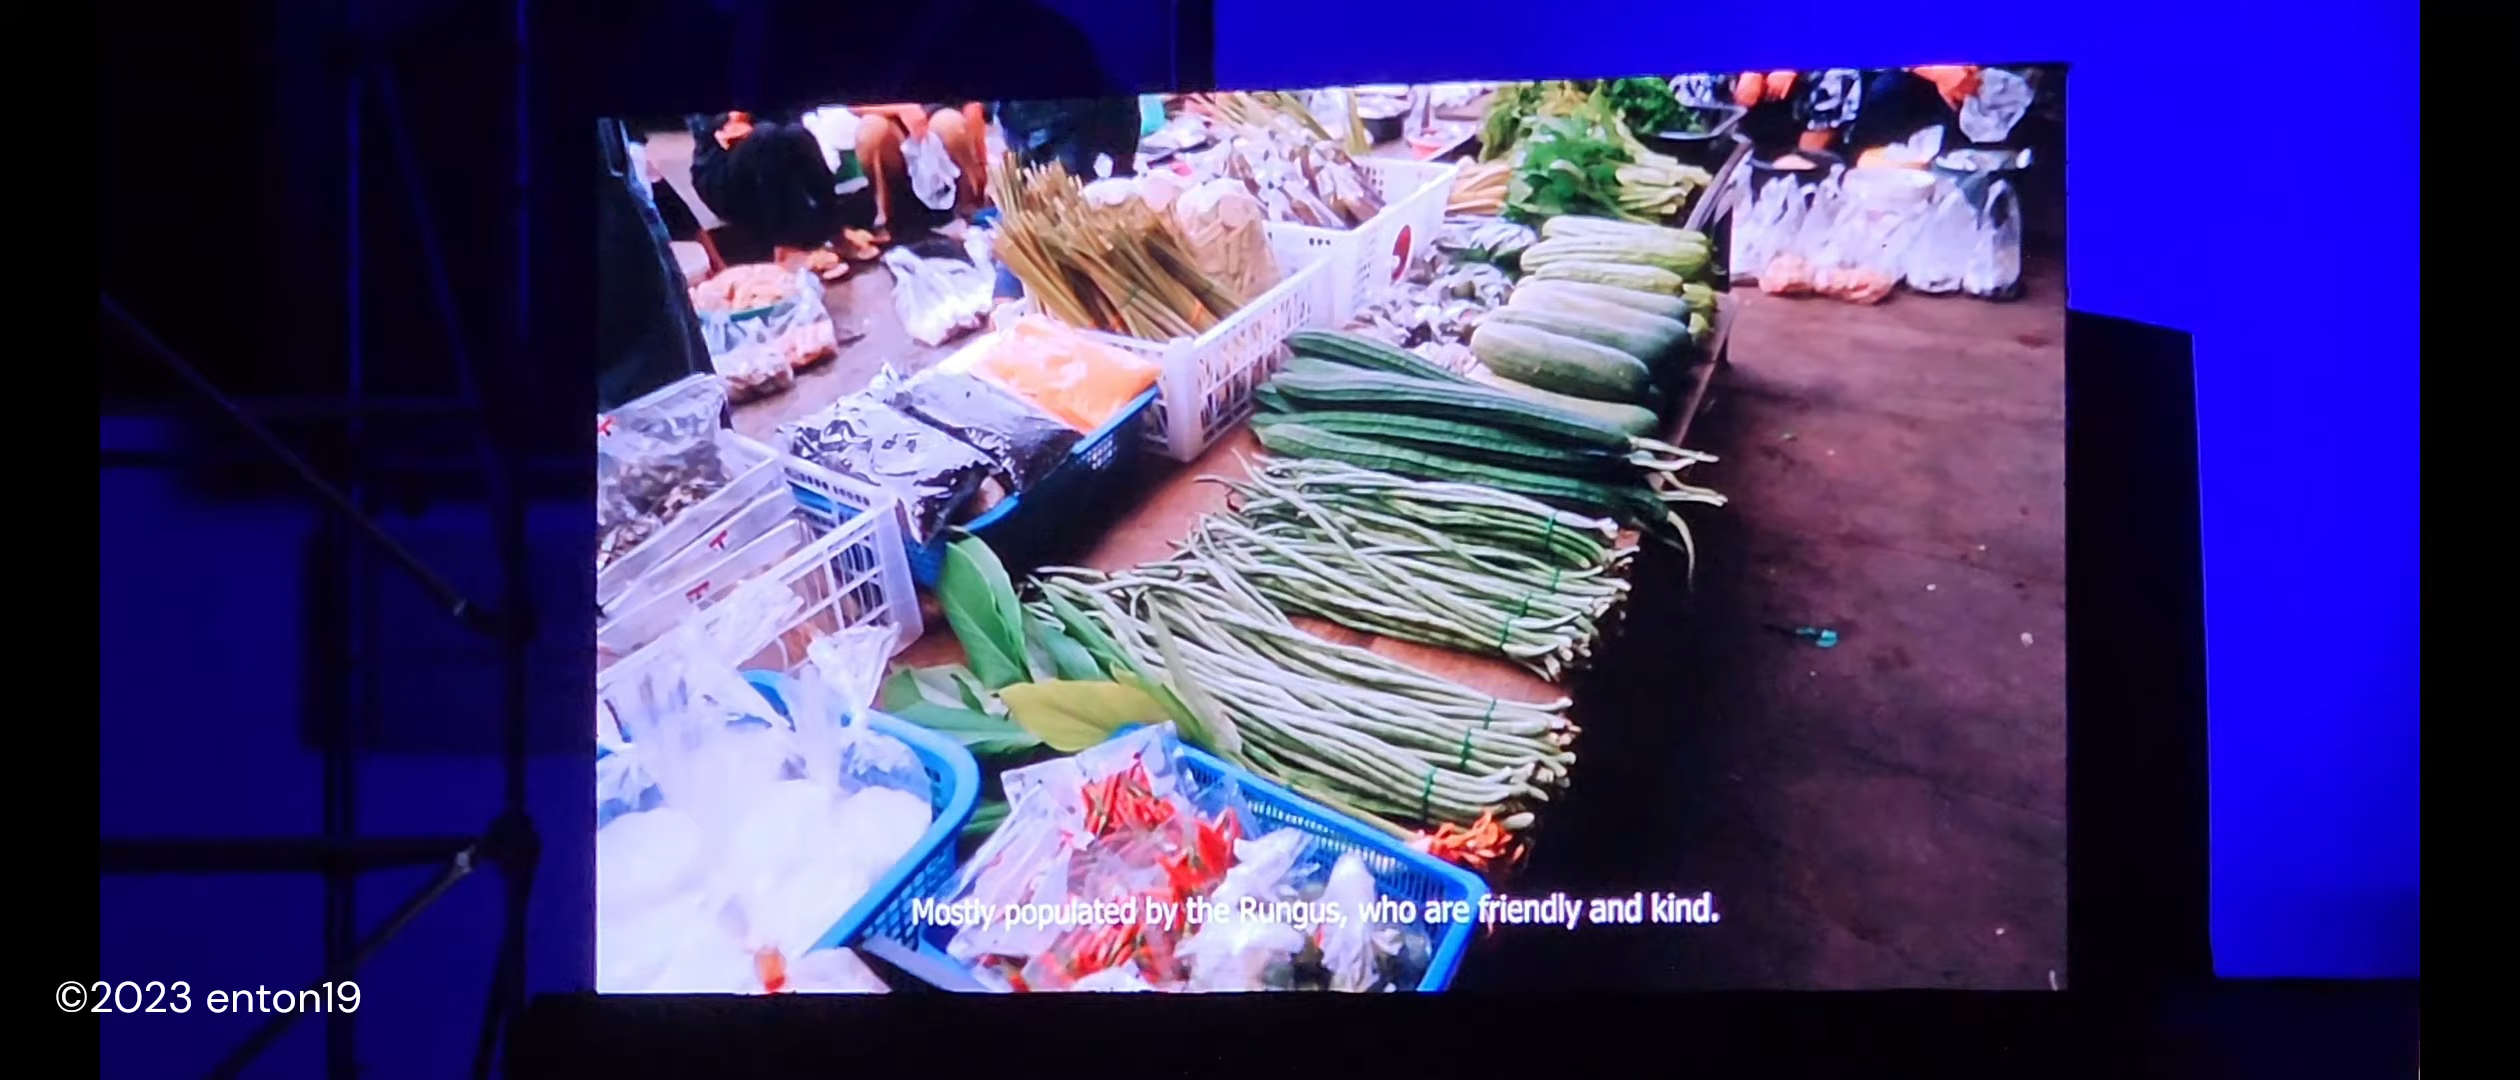 Mostly populated by the Rungus, who are friendly and kind.
©2023 enton19